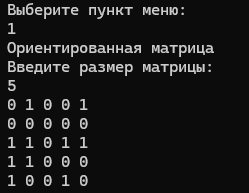 Выберите пункт меню:
1
Ориентированная матрица
Введите размер матрицы:
5
0 1 0 0 1
0 0 0 0 0
1 1 0 1 1
1 1 0 0 0
1 0 0 1 0